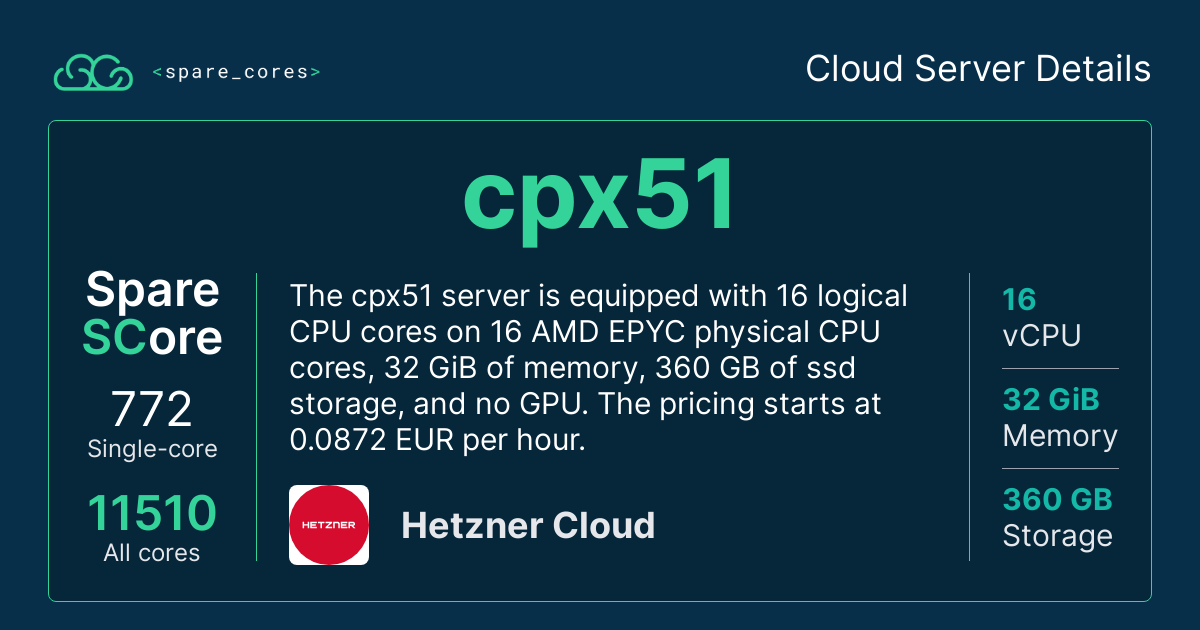 <spare_cores>
Cloud Server Details
cpx51
Spare
SCore
772
Single-core
11510
All cores
The cpx51 server is equipped with 16 logical
CPU cores on 16 AMD EPYC physical CPU
cores, 32 GiB of memory, 360 GB of ssd
storage, and no GPU. The pricing starts at
0.0872 EUR per hour.
HETZNER
Hetzner Cloud
16
vCPU
32 GiB
Memory
360 GB
Storage